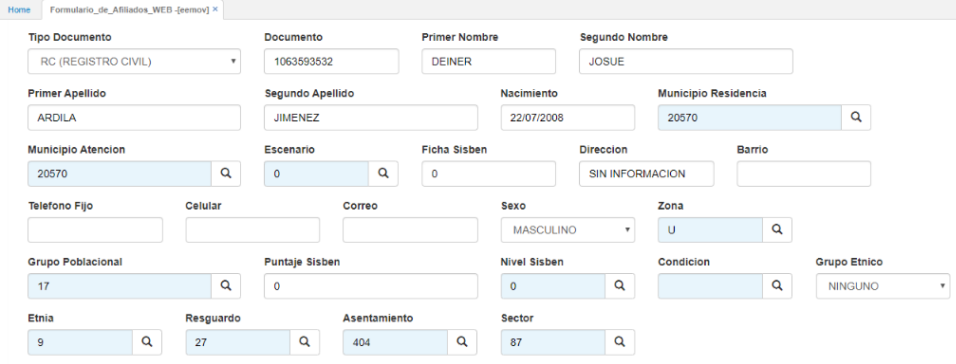 Home Formulario_de_Afiliados_WEB -[eemov] ×
Tipo Documento Documento Primer Nombre Segundo Nombre
RC (REGISTRO CIVIL) 1063593532 DEINER JOSUE
Primer Apellido Segundo Apellido Nacimiento Municipio Residencia
ARDILA JIMENEZ 22/07/2008 20570
Municipio Atencion Escenario Ficha Sisben Direccion Barrio
20570 0 0 SIN INFORMACION
Telefono Fijo Celular Correo Sexo Zona
MASCULINO U
Grupo Poblacional Puntaje Sisben Nivel Sisben Condicion Grupo Etnico
17 0 0 NINGUNO
Etnia Resguardo Asentamiento Sector
9 27 404 87